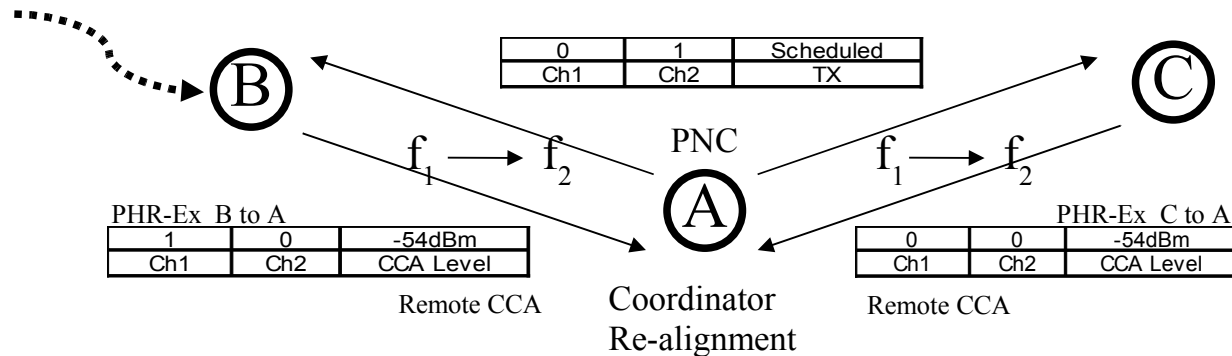 0 1 Scheduled
Ch1 Ch2 TX
B
C
PNC
f1 f2
f1 f2
A
PHR-Ex B to A
1 0 -54dBm
Ch1 Ch2 CCA Level
Remote CCA
PHR-Ex C to A
0 0 -54dBm
Ch1 Ch2 CCA Level
Remote CCA
Coordinator
Re-alignment